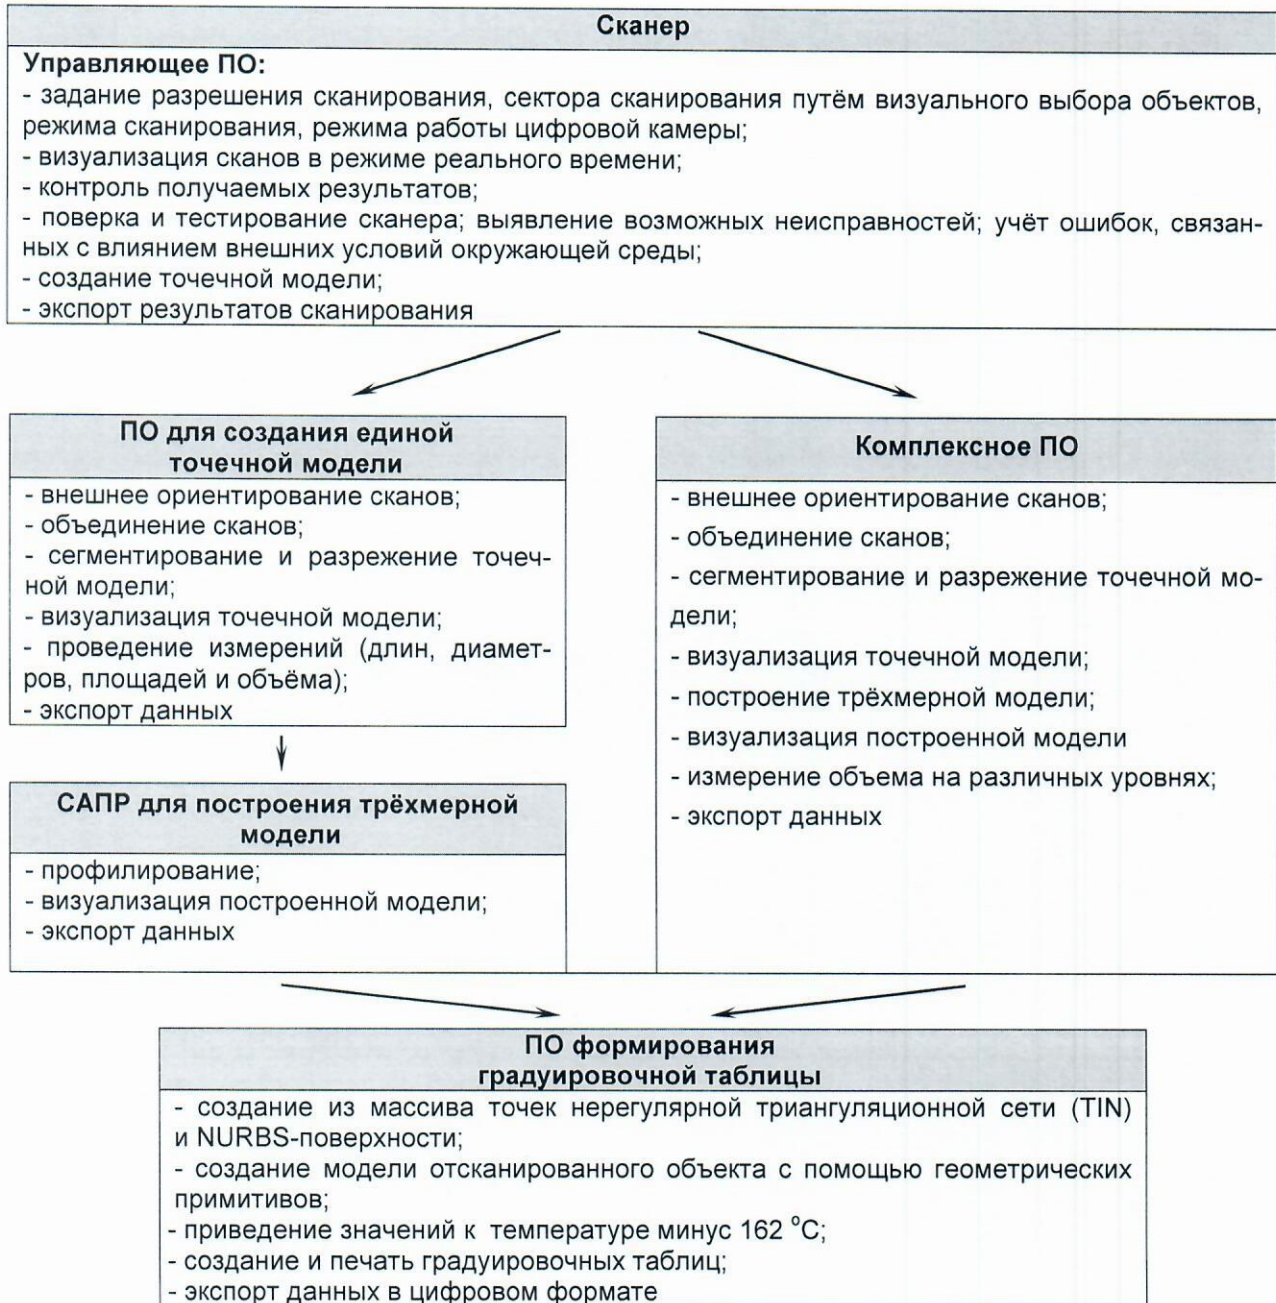 Сканер
Управляющее ПО:
- задание разрешения сканирования, сектора сканирования путём визуального выбора объектов,
режима сканирования, режима работы цифровой камеры;
- визуализация сканов в режиме реального времени;
- контроль получаемых результатов;
- поверка и тестирование сканера; выявление возможных неисправностей; учёт ошибок, связан-
ных с влиянием внешних условий окружающей среды;
- создание точечной модели;
- экспорт результатов сканирования
ПО для создания единой
точечной модели
- внешнее ориентирование сканов;
- объединение сканов;
- сегментирование и разрежение точеч-
ной модели;
- визуализация точечной модели;
- проведение измерений (длин, диамет-
ров, площадей и объёма);
- экспорт данных
САПР для построения трёхмерной
модели
- профилирование;
- визуализация построенной модели;
- экспорт данных
Комплексное ПО
- внешнее ориентирование сканов;
- объединение сканов;
- сегментирование и разрежение точечной мо-
дели;
- визуализация точечной модели;
- построение трёхмерной модели;
- визуализация построенной модели
- измерение объема на различных уровнях;
- экспорт данных
ПО формирования
градуировочной таблицы
- создание из массива точек нерегулярной триангуляционной сети (TIN)
и NURBS-поверхности;
- создание модели отсканированного объекта с помощью геометрических
примитивов;
- приведение значений к температуре минус 162 °C;
- создание и печать градуировочных таблиц;
- экспорт данных в цифровом формате